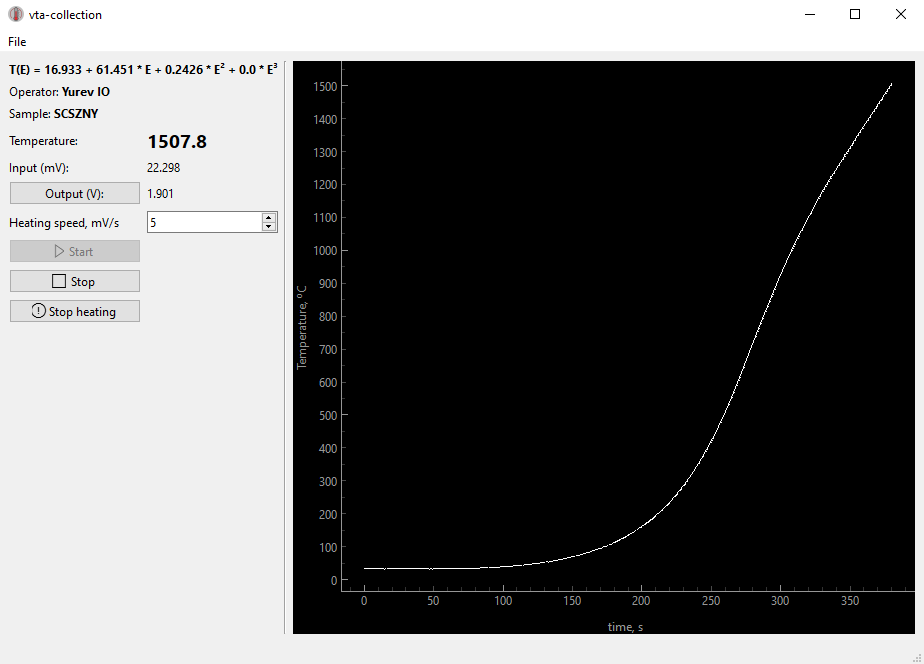 vta-collection
File
T(E) = 16.933 + 61.451 * E + 0.2426 * E² + 0.0 * E³
Operator: Yurev IO
Sample: SCSZNY
Temperature: 1507.8
Input (mV): 22.298
Output (V): 1.901
Heating speed, mV/s 5
Start
Stop
Stop heating
Temperature, °C
1500
1400
1300
1200
1100
1000
900
800
700
600
500
400
300
200
100
0
0 50 100 150 200 250 300 350
time, s